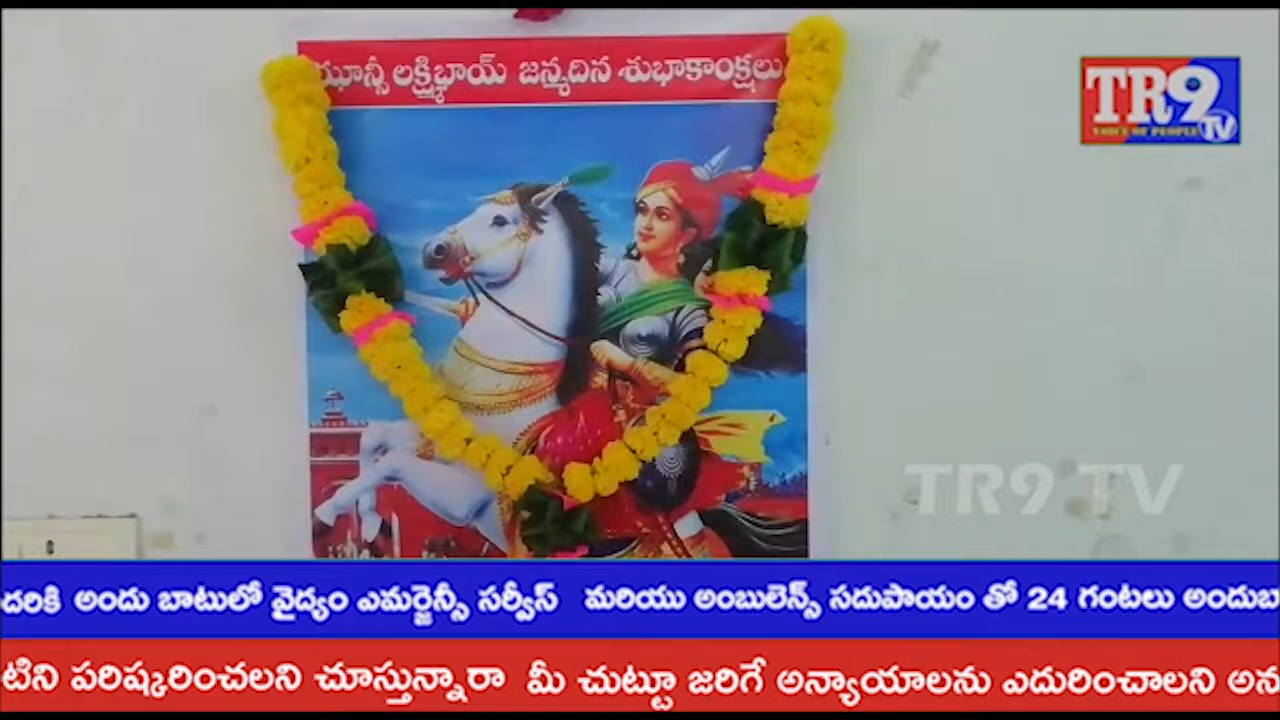 ఝాన్సీ లక్ష్మిభాయ్ జన్మదిన శుభాకాంక్షలు
TR9 TV
VOICE OF PEOPLE
TR9 TV
దరికి అందు బాటులో వైద్యం ఎమర్జెన్సీ సర్వీస్ మరియు అంబులెన్స్ సదుపాయం తో 24 గంటలు అందుబా
టిని పరిష్కరించలని చూస్తున్నారా మీ చుట్టూ జరిగే అన్యాయాలను ఎదురించాలని అను